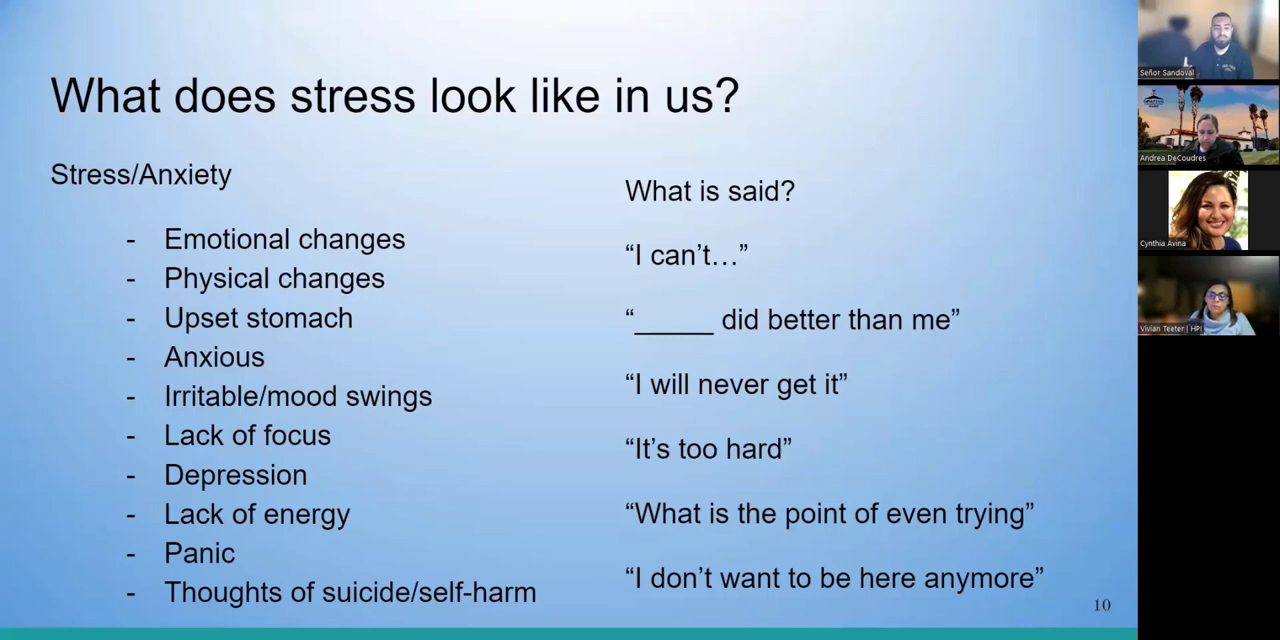 What does stress look like in us?
Stress/Anxiety
- Emotional changes
- Physical changes
- Upset stomach
- Anxious
- Irritable/mood swings
- Lack of focus
- Depression
- Lack of energy
- Panic
- Thoughts of suicide/self-harm
What is said?
“I can’t…”
“_____ did better than me”
“I will never get it”
“It’s too hard”
“What is the point of even trying”
“I don’t want to be here anymore”
10
Señor Sandoval
Andrea DeCoudres
Cynthia Avina
Vivian Teeter | HPI